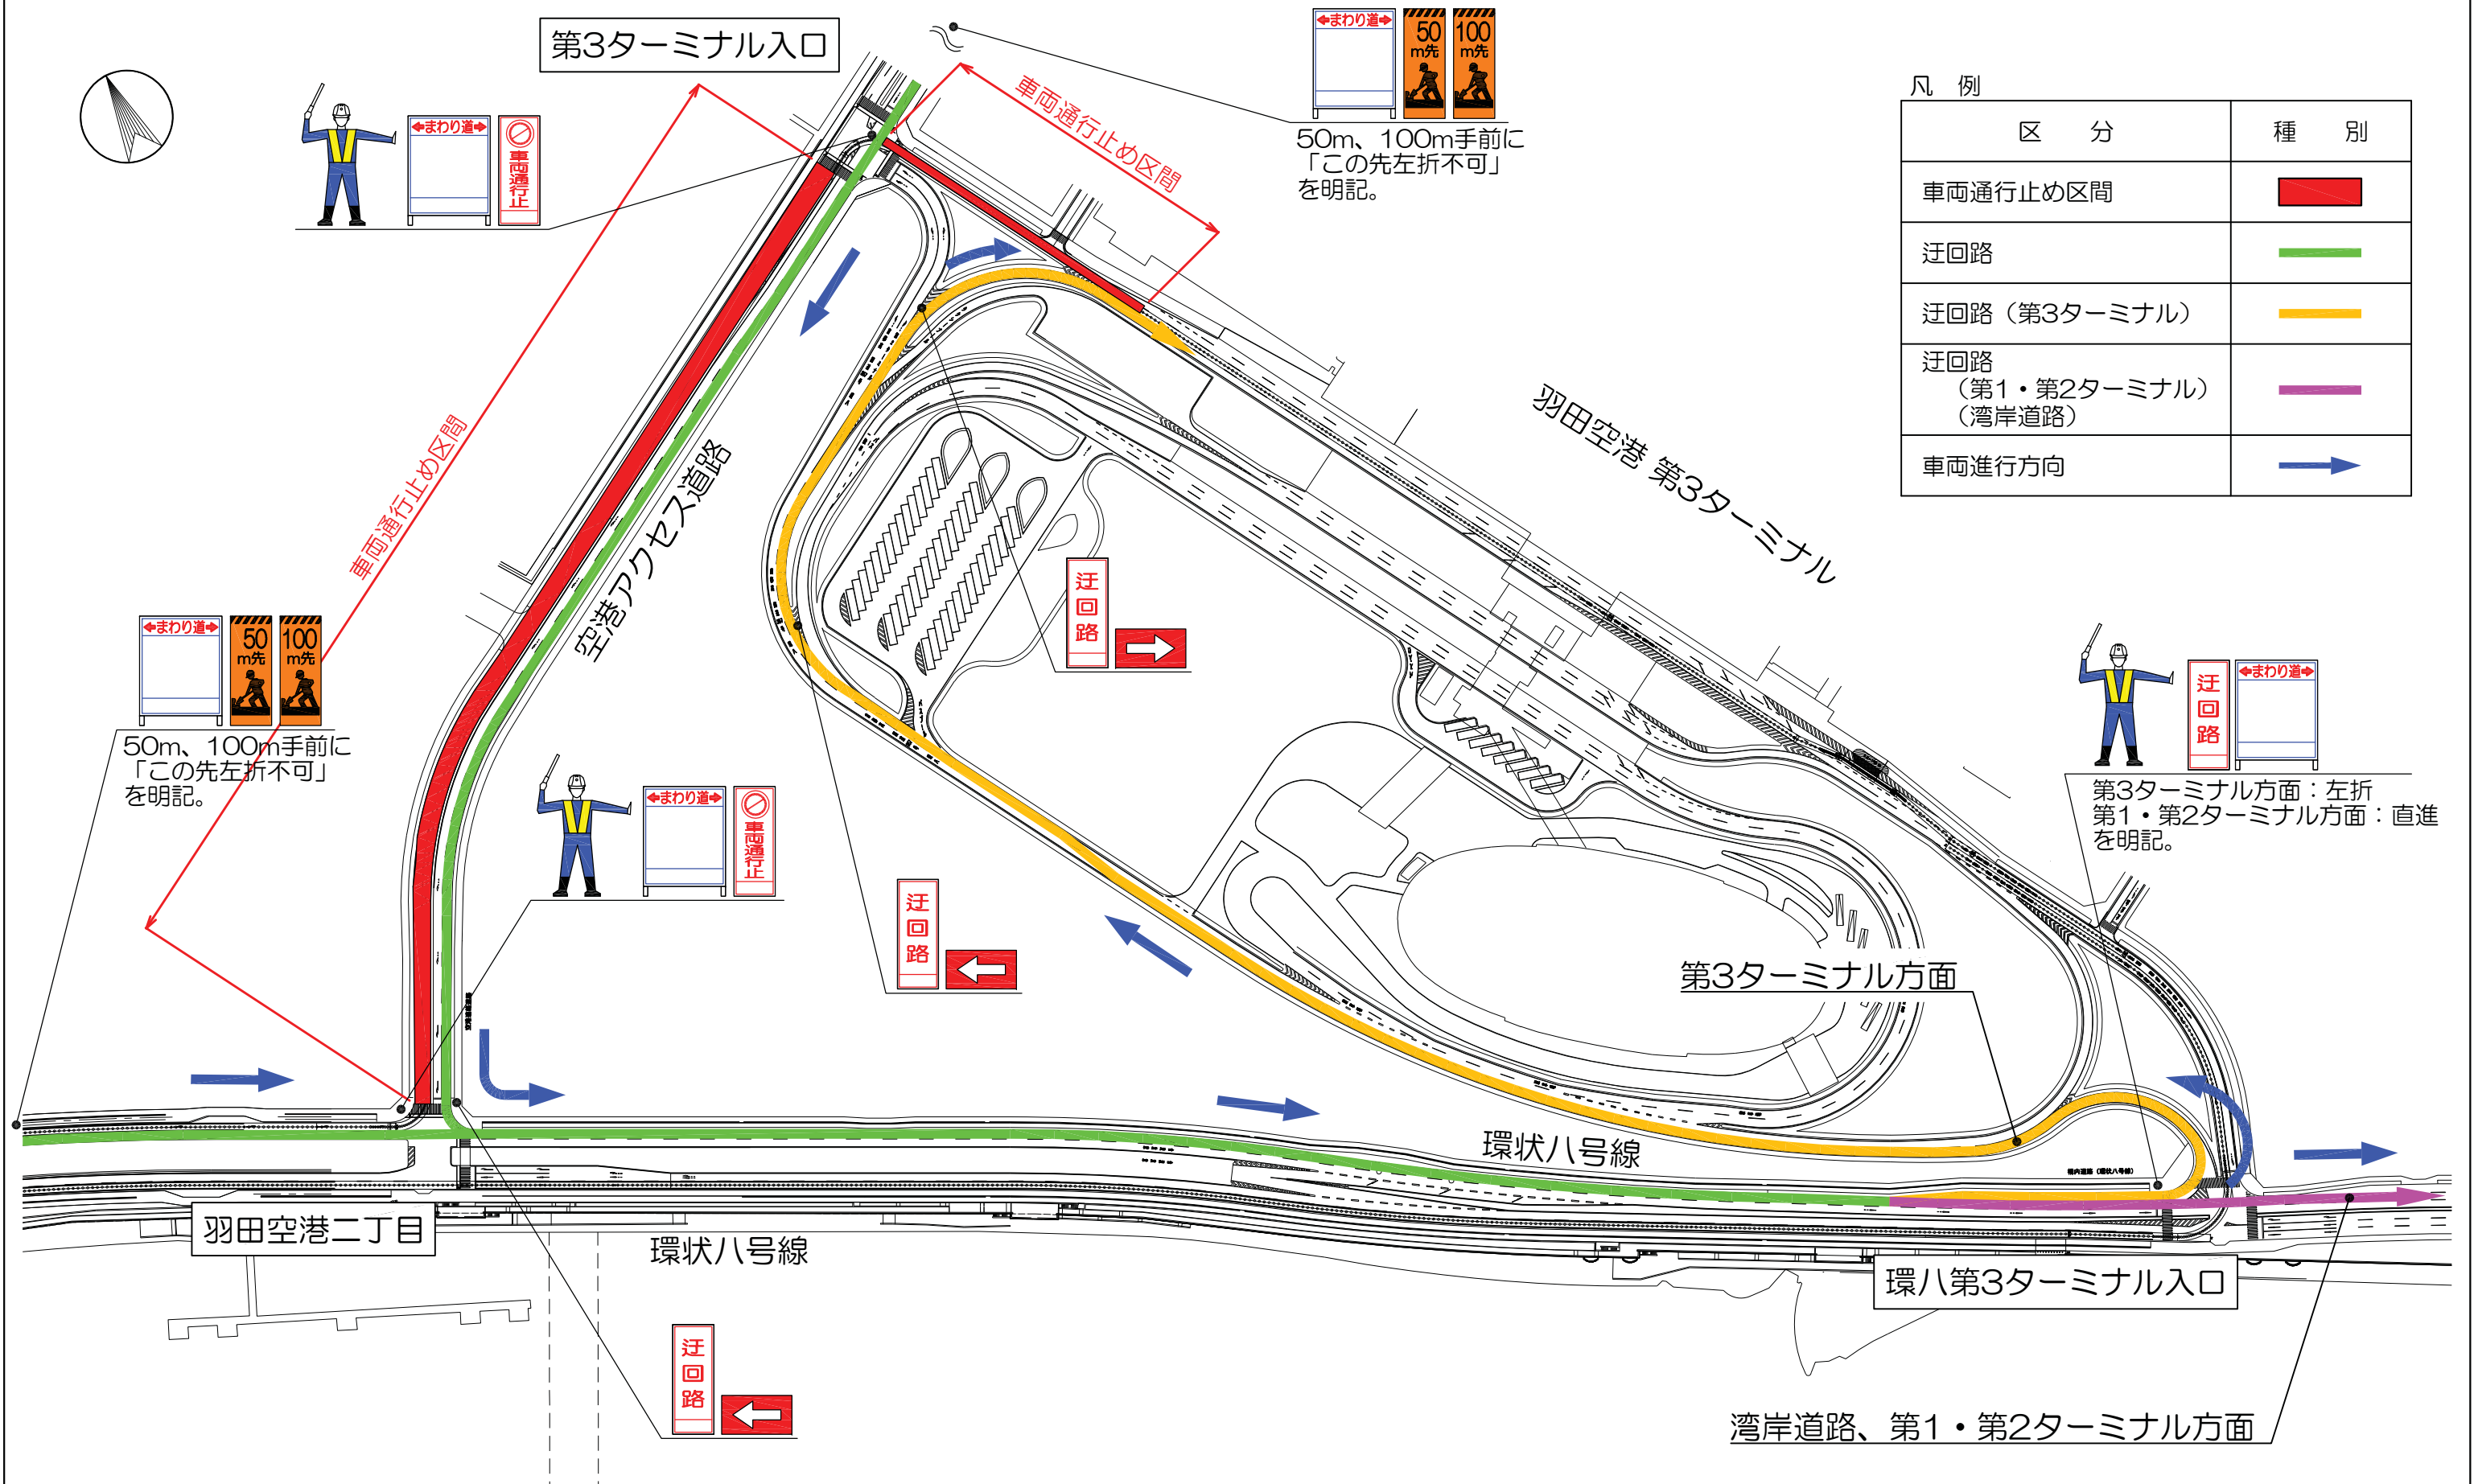 第3ターミナル入口
←まわり道→
車両通行止
←まわり道→
50
m先
100
m先
50m、100m手前に
「この先左折不可」
を明記。
車両通行止め区間
凡 例
区 分
種 別
車両通行止め区間
迂回路
迂回路（第3ターミナル）
迂回路
（第1・第2ターミナル）
（湾岸道路）
車両進行方向
車両通行止め区間
空港アクセス道路
羽田空港 第3ターミナル
迂回路
←まわり道→
50
m先
100
m先
50m、100m手前に
「この先左折不可」
を明記。
←まわり道→
車両通行止
迂回路
迂回路
←まわり道→
第3ターミナル方面：左折
第1・第2ターミナル方面：直進
を明記。
第3ターミナル方面
環状八号線
構内道路（環状八号線）
羽田空港二丁目
環状八号線
環八第3ターミナル入口
迂回路
湾岸道路、第1・第2ターミナル方面